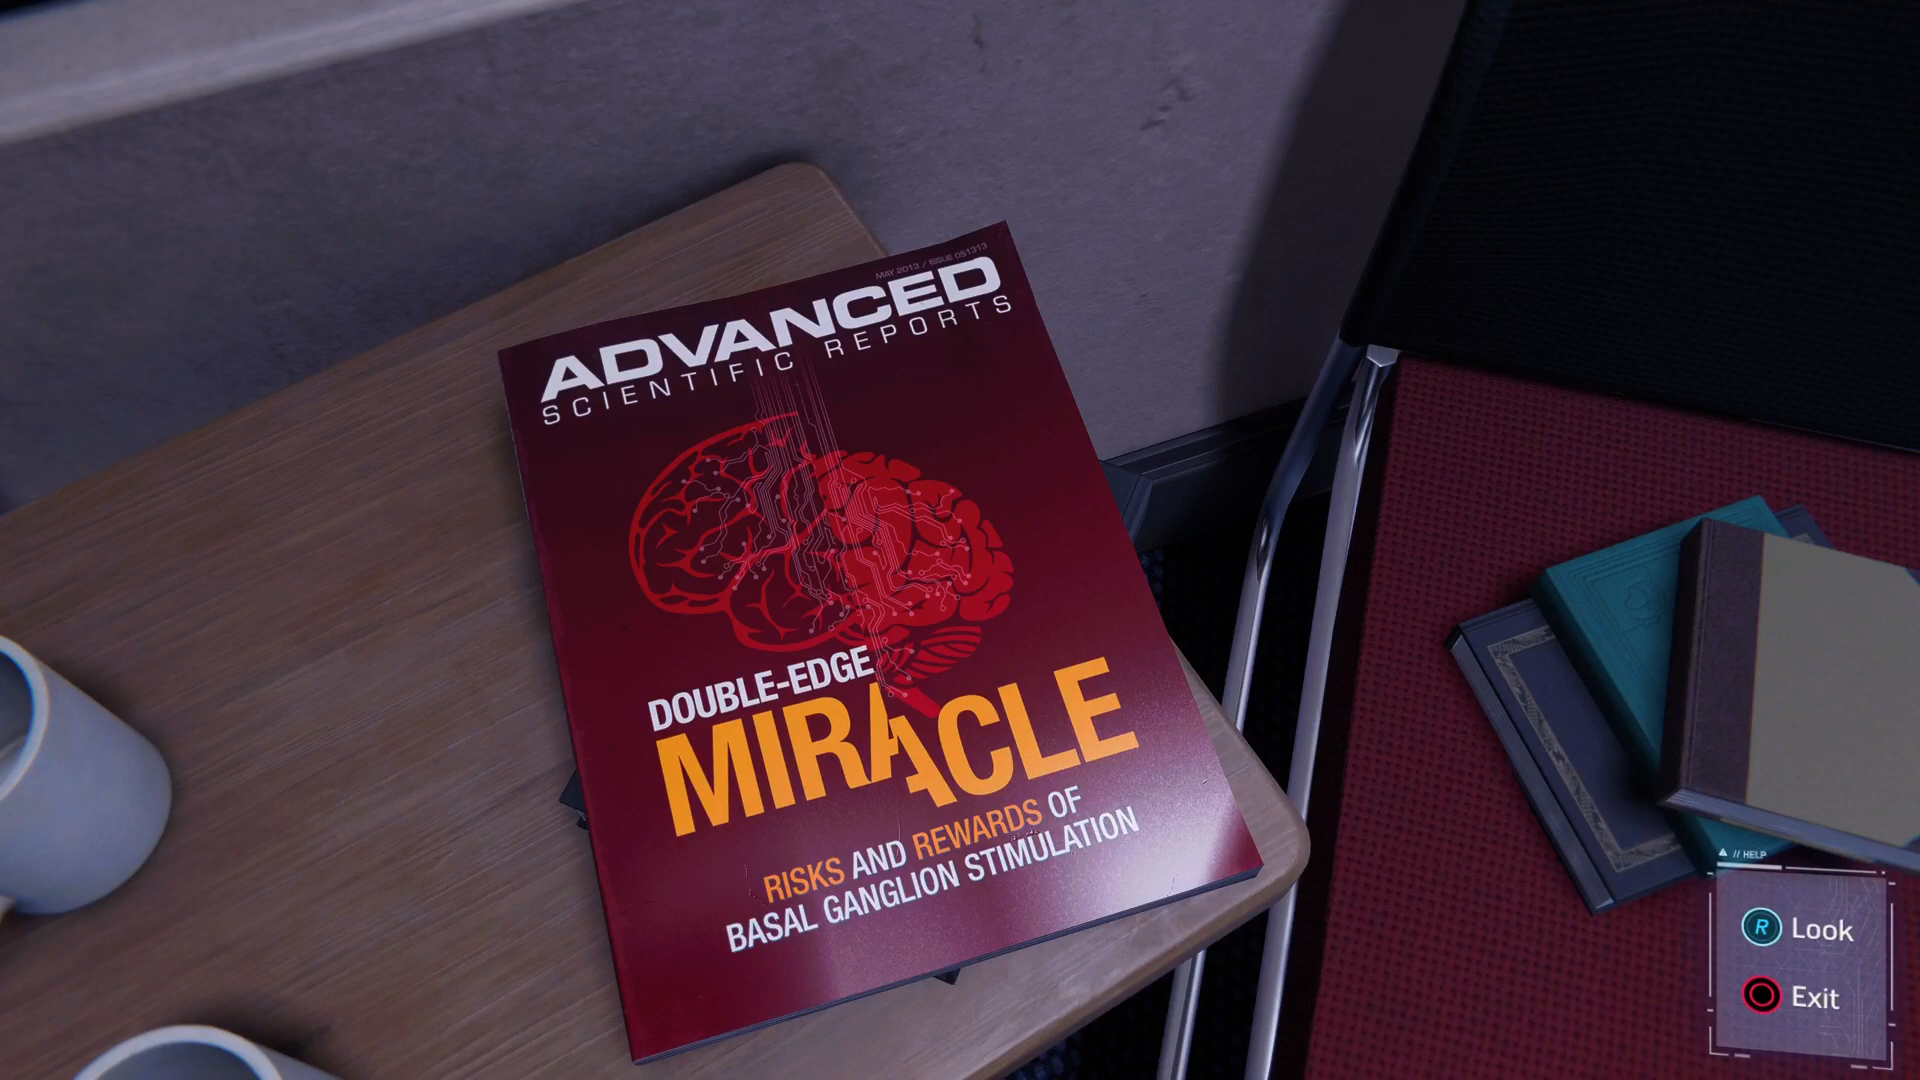 MAY 2013 / ISSUE 051313
ADVANCED
SCIENTIFIC REPORTS
DOUBLE-EDGE
MIRACLE
RISKS AND REWARDS OF
BASAL GANGLION STIMULATION
// HELP
R Look
Exit